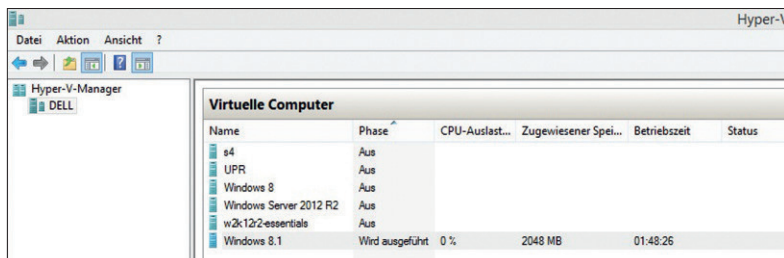 Hyper-V
Datei Aktion Ansicht ?
Hyper-V-Manager
DELL
Virtuelle Computer
Name Phase CPU-Auslast... Zugewiesener Spei... Betriebszeit Status
s4 Aus
UPR Aus
Windows 8 Aus
Windows Server 2012 R2 Aus
w2k12r2-essentials Aus
Windows 8.1 Wird ausgeführt 0 % 2048 MB 01:48:26